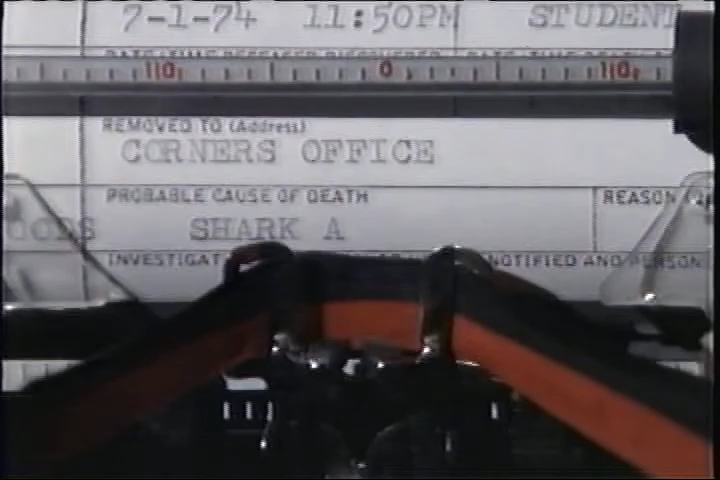 7-1-74 11:50PM STUDENT
110 0 110
REMOVED TO (Address)
CORNERS OFFICE
PROBABLE CAUSE OF DEATH REASON
SHARK A
INVESTIGAT NOTIFIED AND PERSON